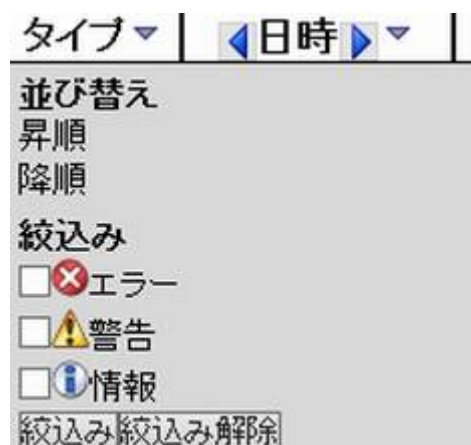 タイプ 日時
並び替え
昇順
降順
絞込み
エラー
警告
情報
絞込み 絞込み解除